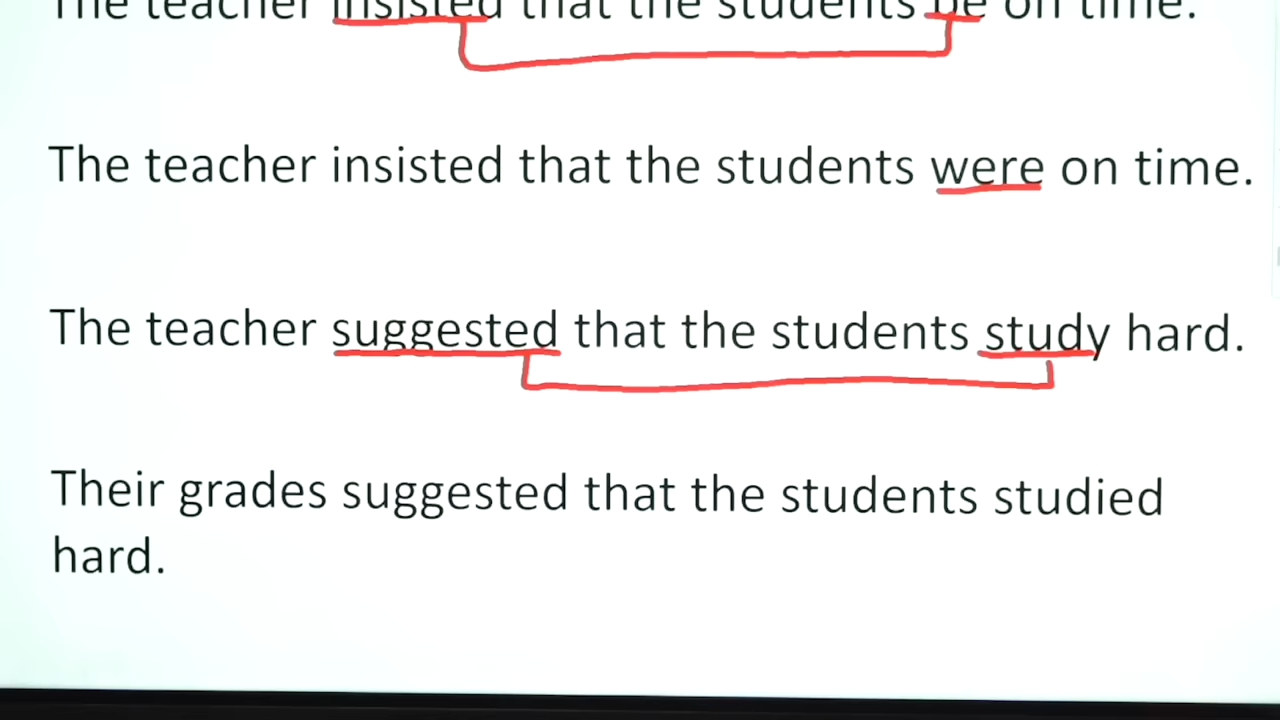 The teacher insisted that the students be on time.
The teacher insisted that the students were on time.
The teacher suggested that the students study hard.
Their grades suggested that the students studied
hard.